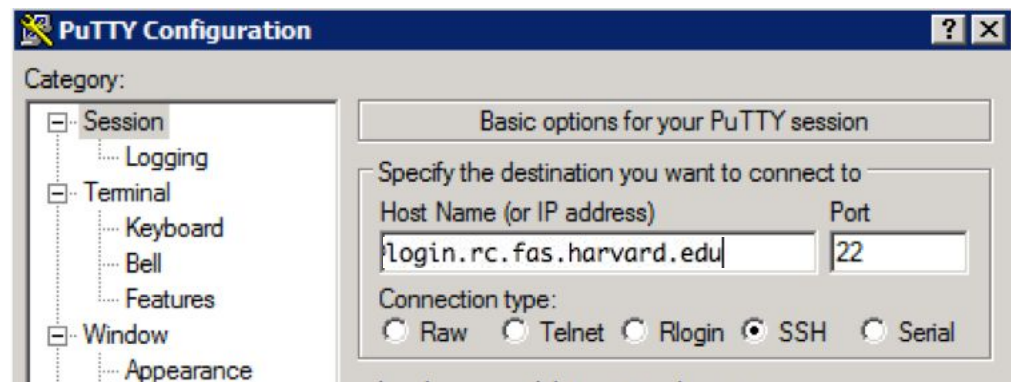 PuTTY Configuration
? X
Category:
Session
Logging
Terminal
Keyboard
Bell
Features
Window
Appearance
Basic options for your PuTTY session
Specify the destination you want to connect to
Host Name (or IP address) Port
login.rc.fas.harvard.edu 22
Connection type:
Raw Telnet Rlogin SSH Serial